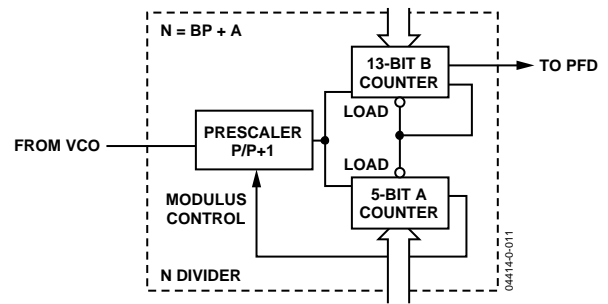 N = BP + A
13-BIT B
COUNTER
TO PFD
LOAD
PRESCALER
P/P+1
FROM VCO
LOAD
MODULUS
CONTROL
5-BIT A
COUNTER
N DIVIDER
04414-0-011